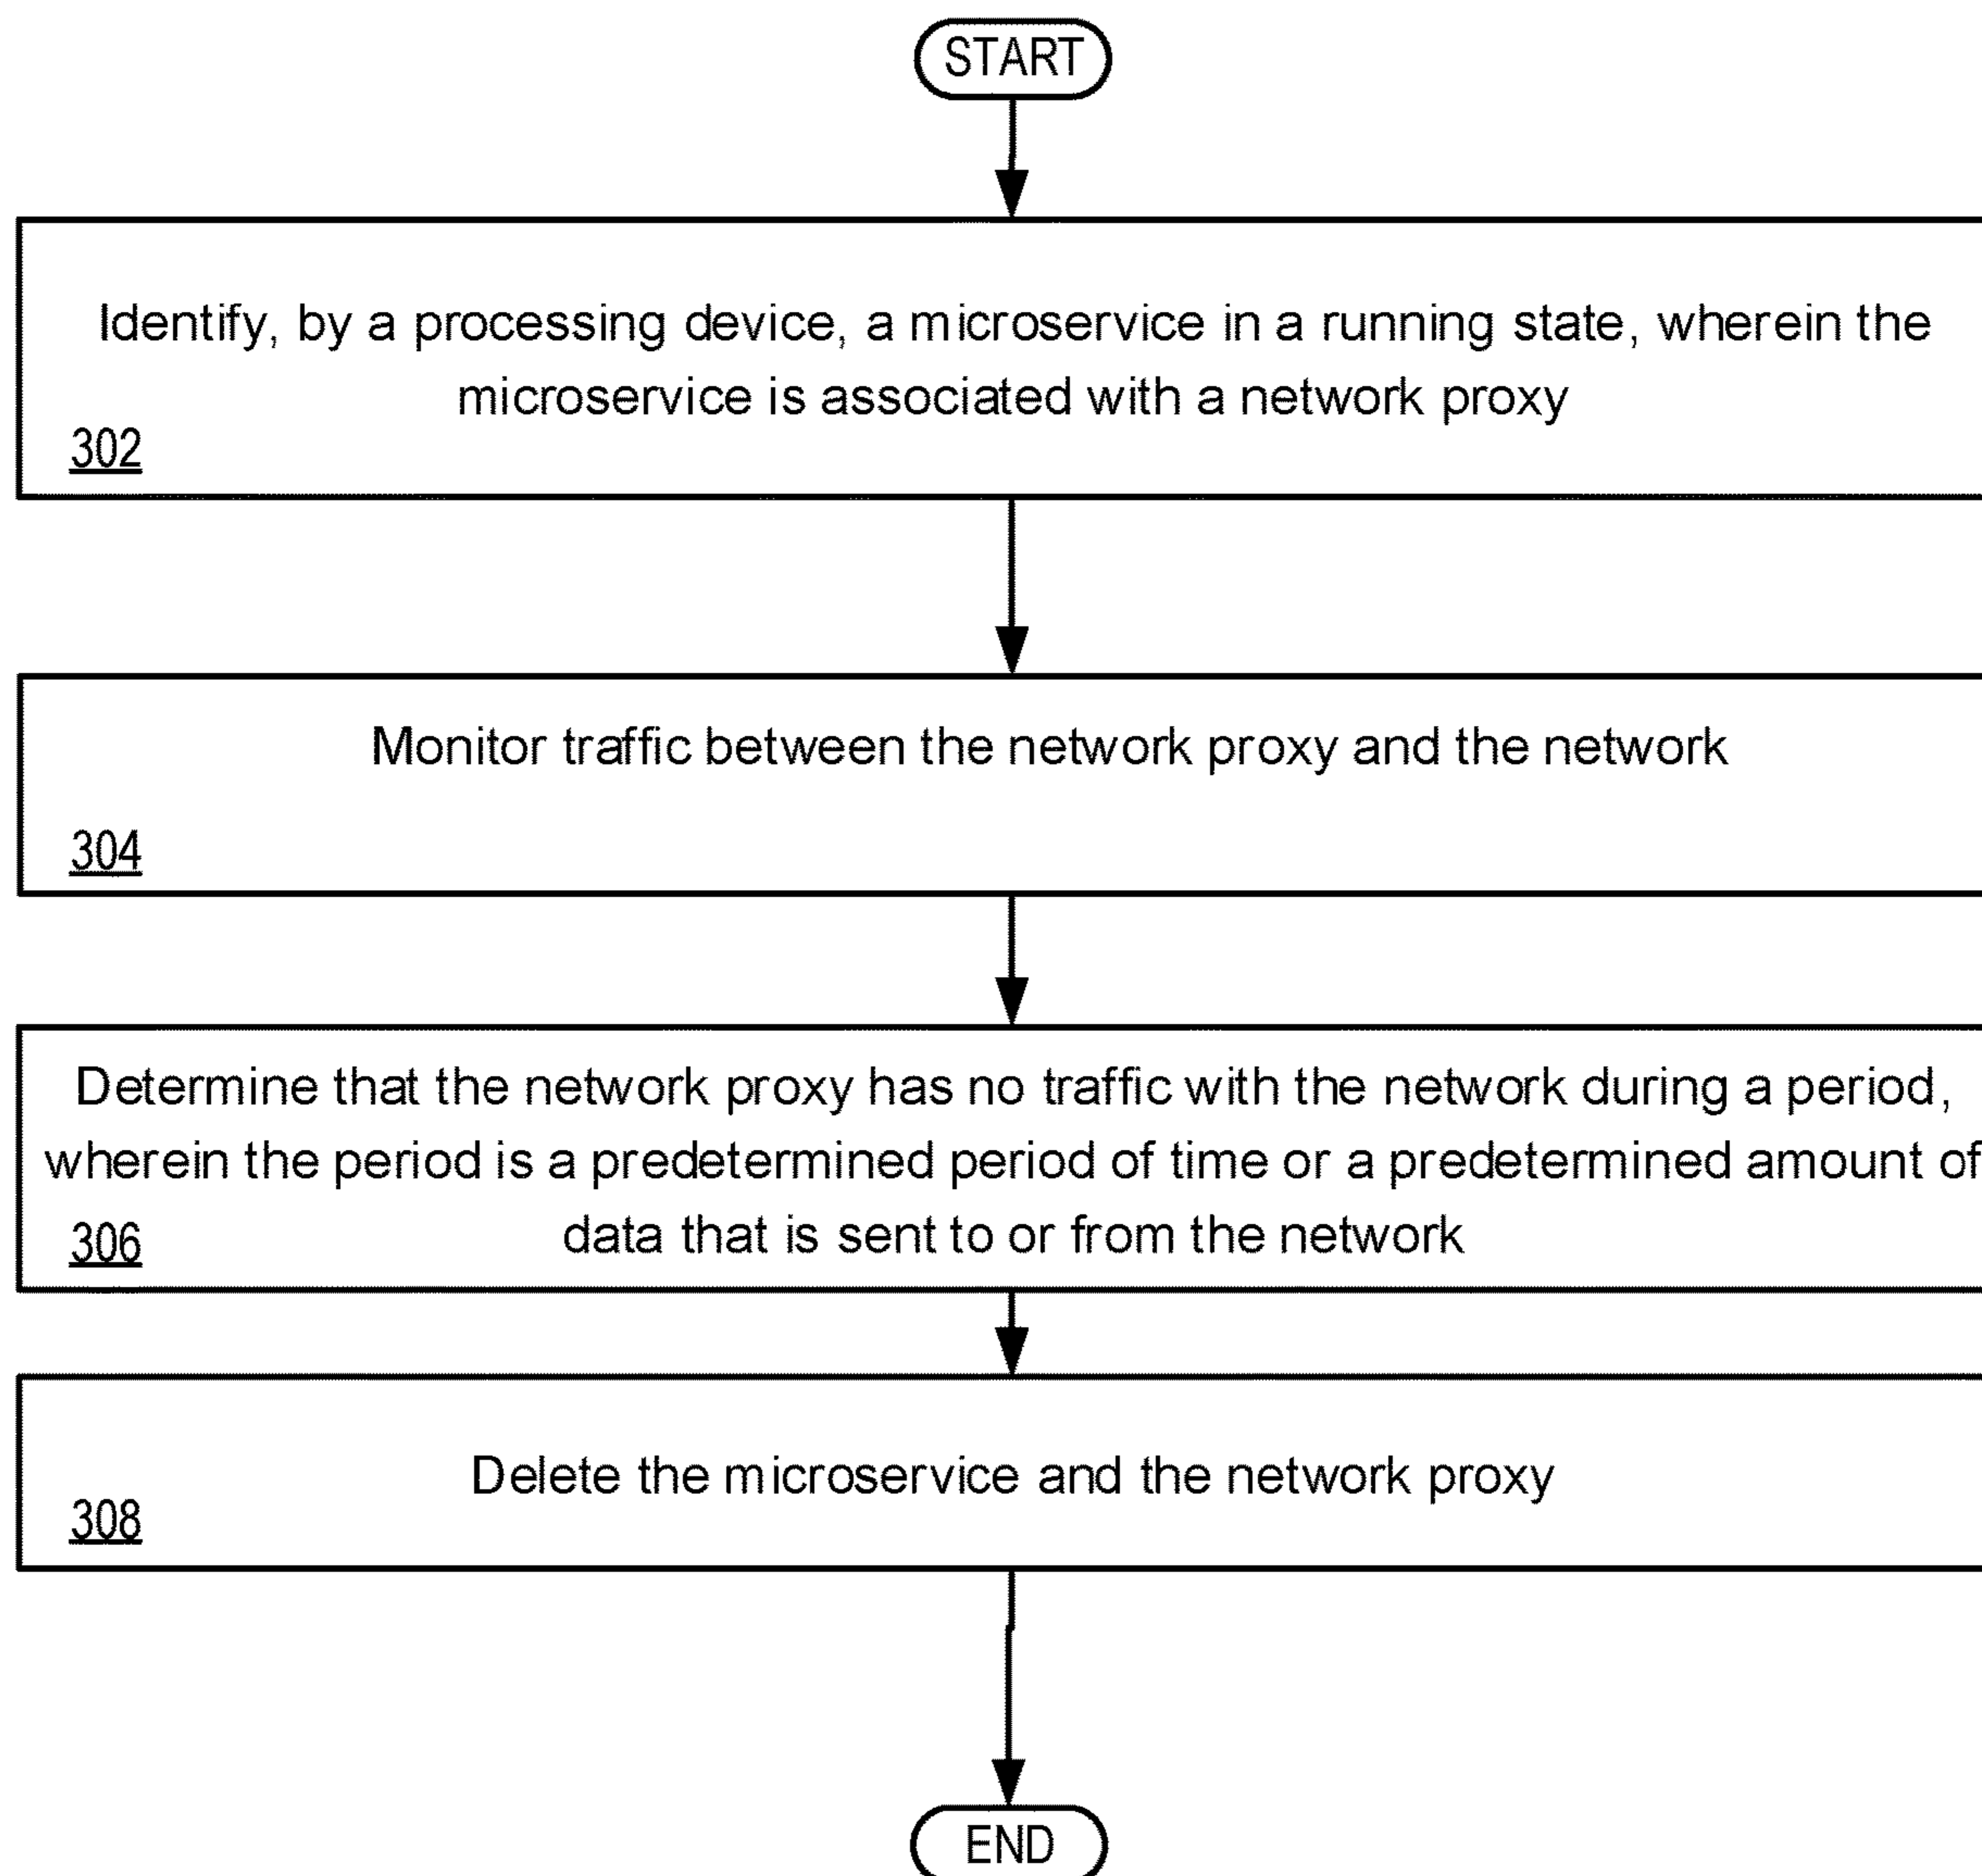 START
Identify, by a processing device, a microservice in a running state, wherein the
microservice is associated with a network proxy
302
Monitor traffic between the network proxy and the network
304
Determine that the network proxy has no traffic with the network during a period,
wherein the period is a predetermined period of time or a predetermined amount of
data that is sent to or from the network
306
Delete the microservice and the network proxy
308
END